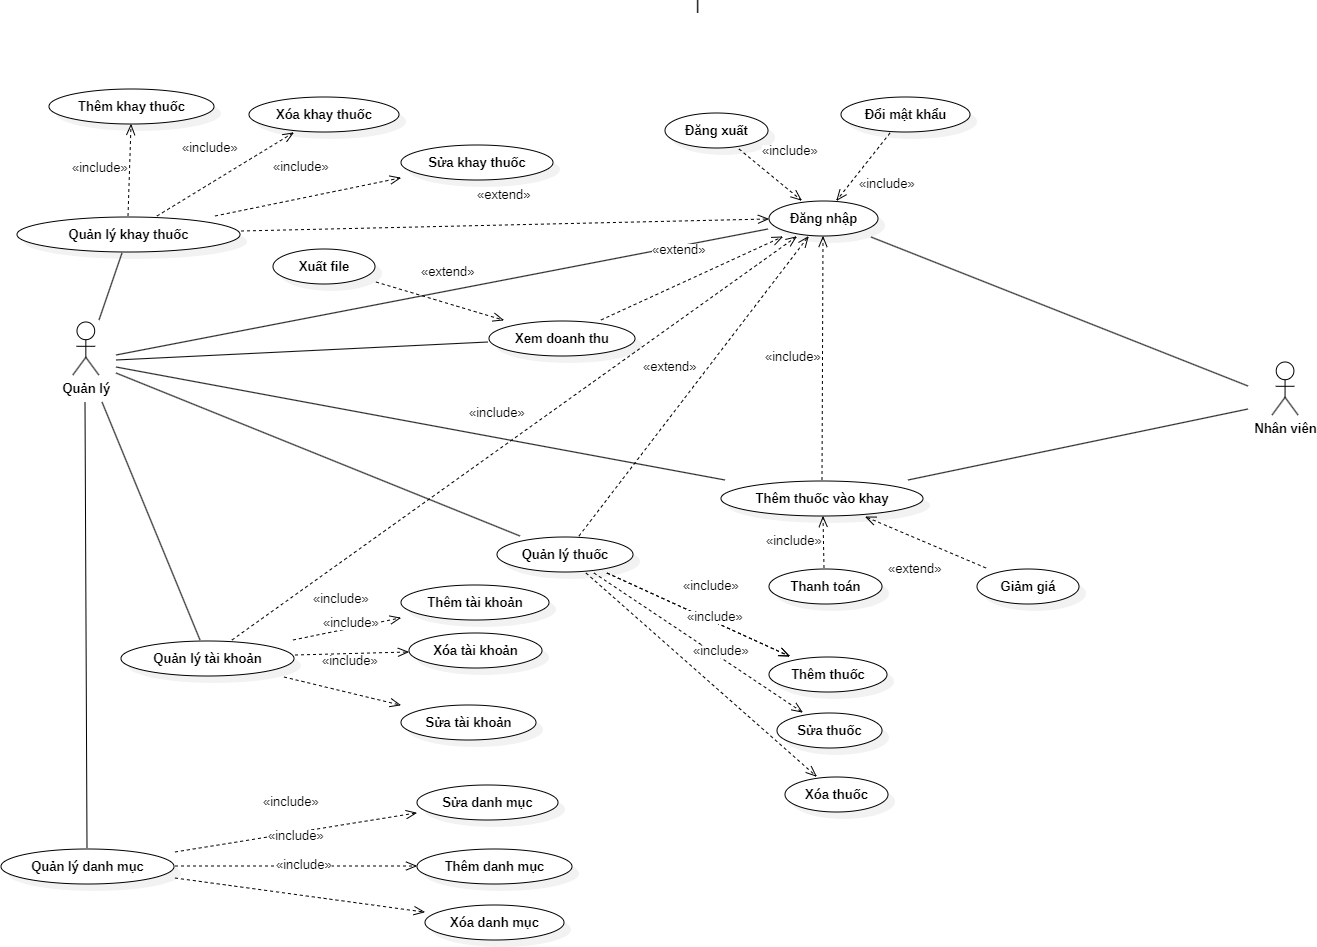 Thêm khay thuốc
Xóa khay thuốc
Đăng xuất
Đổi mật khẩu
«include»
«include»
«include»
Sửa khay thuốc
«include»
«include»
«extend»
Quản lý khay thuốc
Đăng nhập
Xuất file
«extend»
«extend»
Xem doanh thu
«extend»
«include»
Quản lý
«include»
Nhân viên
Thêm thuốc vào khay
«include»
«extend»
Quản lý thuốc
Thanh toán
Giảm giá
«include»
«include»
Thêm tài khoản
«include»
«include»
Xóa tài khoản
«include»
«include»
Quản lý tài khoản
Thêm thuốc
Sửa tài khoản
Sửa thuốc
Xóa thuốc
«include»
Sửa danh mục
«include»
«include»
Quản lý danh mục
Thêm danh mục
Xóa danh mục